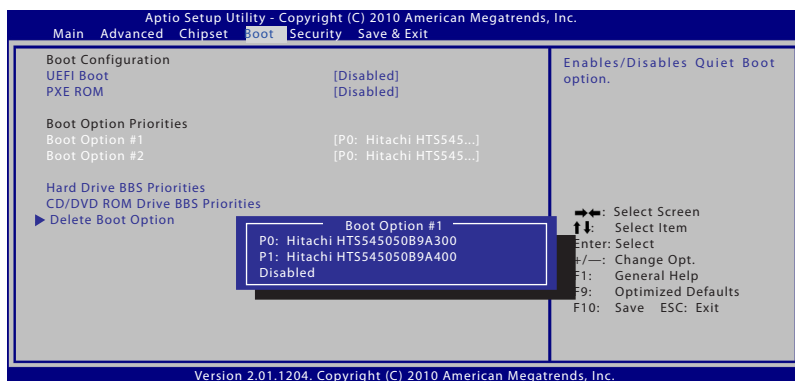 Aptio Setup Utility - Copyright (C) 2010 American Megatrends, Inc.
Main Advanced Chipset Boot Security Save & Exit
Boot Configuration
UEFI Boot [Disabled]
PXE ROM [Disabled]
Boot Option Priorities
Boot Option #1 [P0: Hitachi HTS545...]
Boot Option #2 [P0: Hitachi HTS545...]
Hard Drive BBS Priorities
CD/DVD ROM Drive BBS Priorities
Delete Boot Option
Boot Option #1
P0: Hitachi HTS545050B9A300
P1: Hitachi HTS545050B9A400
Disabled
Enables/Disables Quiet Boot
option.
→←: Select Screen
↑↓: Select Item
Enter: Select
+/—: Change Opt.
F1: General Help
F9: Optimized Defaults
F10: Save ESC: Exit
Version 2.01.1204. Copyright (C) 2010 American Megatrends, Inc.